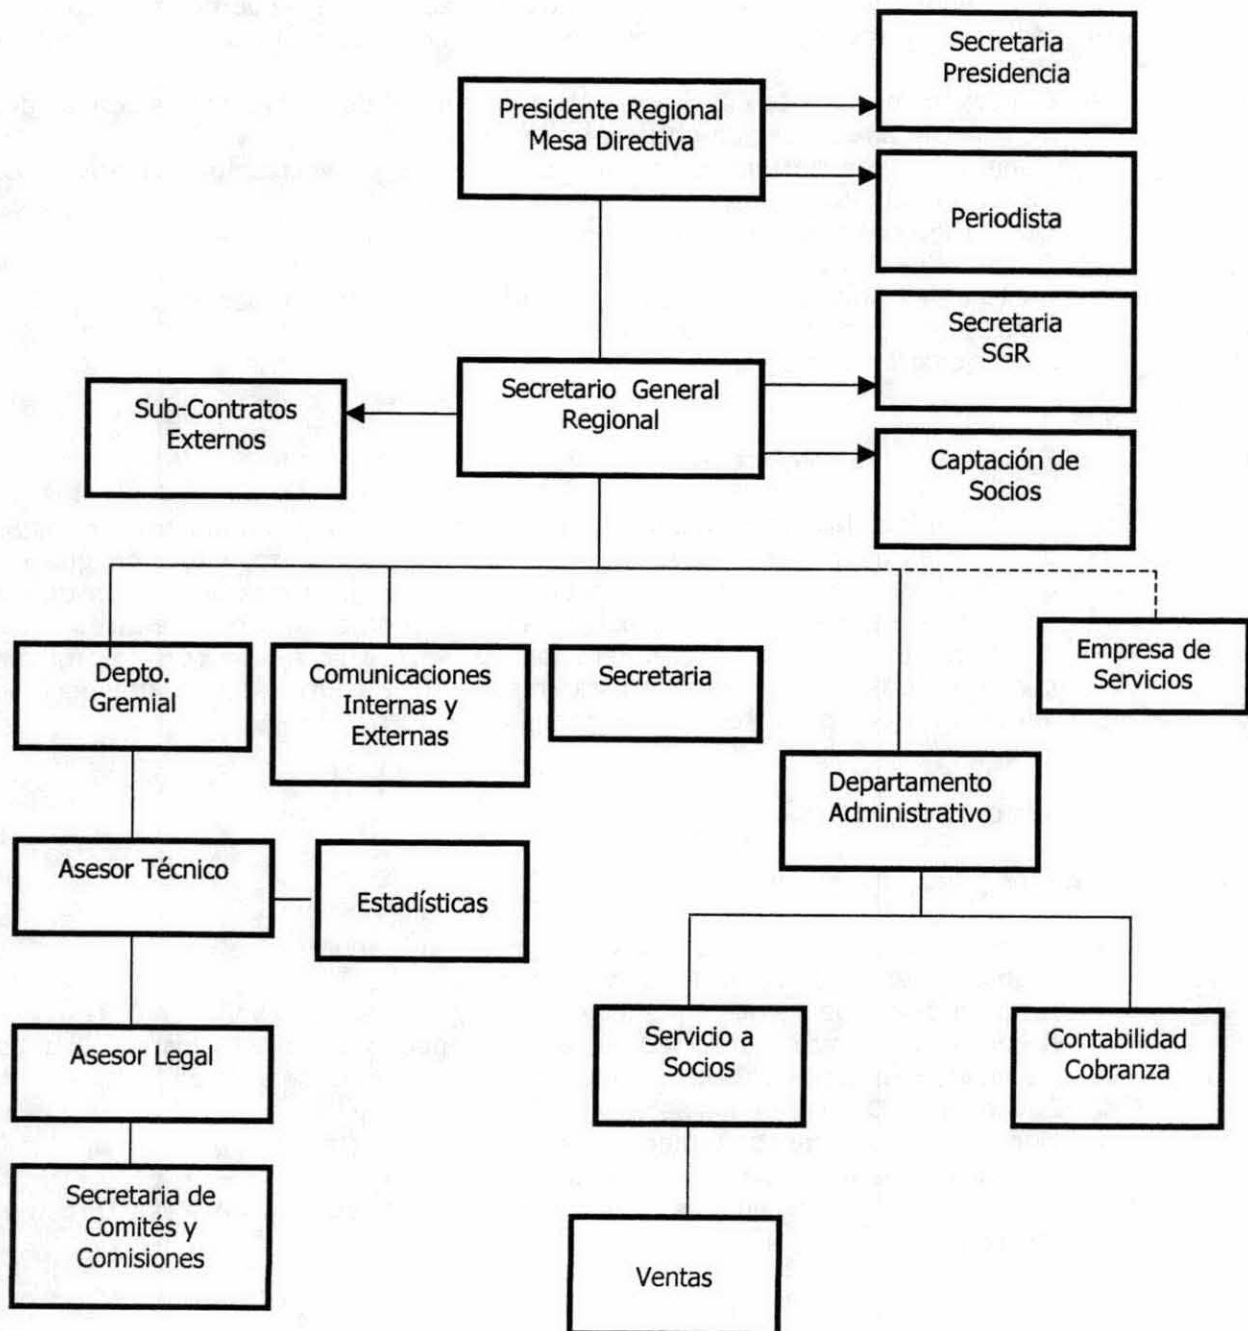 Secretaria
Presidencia
Presidente Regional
Mesa Directiva
Periodista
Secretaria
SGR
Secretario General
Regional
Sub-Contratos
Externos
Captación de
Socios
Depto.
Gremial
Comunicaciones
Internas y
Externas
Secretaria
Empresa de
Servicios
Departamento
Administrativo
Asesor Técnico
Estadísticas
Asesor Legal
Servicio a
Socios
Contabilidad
Cobranza
Secretaria de
Comités y
Comisiones
Ventas